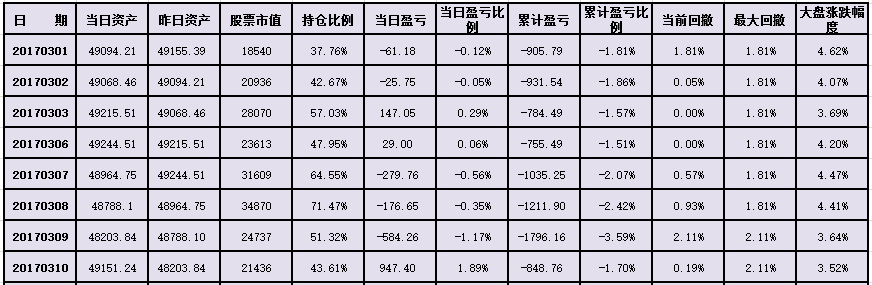 日 期 当日资产 昨日资产 股票市值 持仓比例 当日盈亏 当日盈亏比例 累计盈亏 累计盈亏比例 当前回撤 最大回撤 大盘涨跌幅度
20170301 49094.21 49155.39 18540 37.76% -61.18 -0.12% -905.79 -1.81% 1.81% 1.81% 4.62%
20170302 49068.46 49094.21 20936 42.67% -25.75 -0.05% -931.54 -1.86% 0.05% 1.81% 4.07%
20170303 49215.51 49068.46 28070 57.03% 147.05 0.29% -784.49 -1.57% 0.00% 1.81% 3.69%
20170306 49244.51 49215.51 23613 47.95% 29.00 0.06% -755.49 -1.51% 0.00% 1.81% 4.20%
20170307 48964.75 49244.51 31609 64.55% -279.76 -0.56% -1035.25 -2.07% 0.57% 1.81% 4.47%
20170308 48788.1 48964.75 34870 71.47% -176.65 -0.35% -1211.90 -2.42% 0.93% 1.81% 4.41%
20170309 48203.84 48788.10 24737 51.32% -584.26 -1.17% -1796.16 -3.59% 2.11% 2.11% 3.64%
20170310 49151.24 48203.84 21436 43.61% 947.40 1.89% -848.76 -1.70% 0.19% 2.11% 3.52%